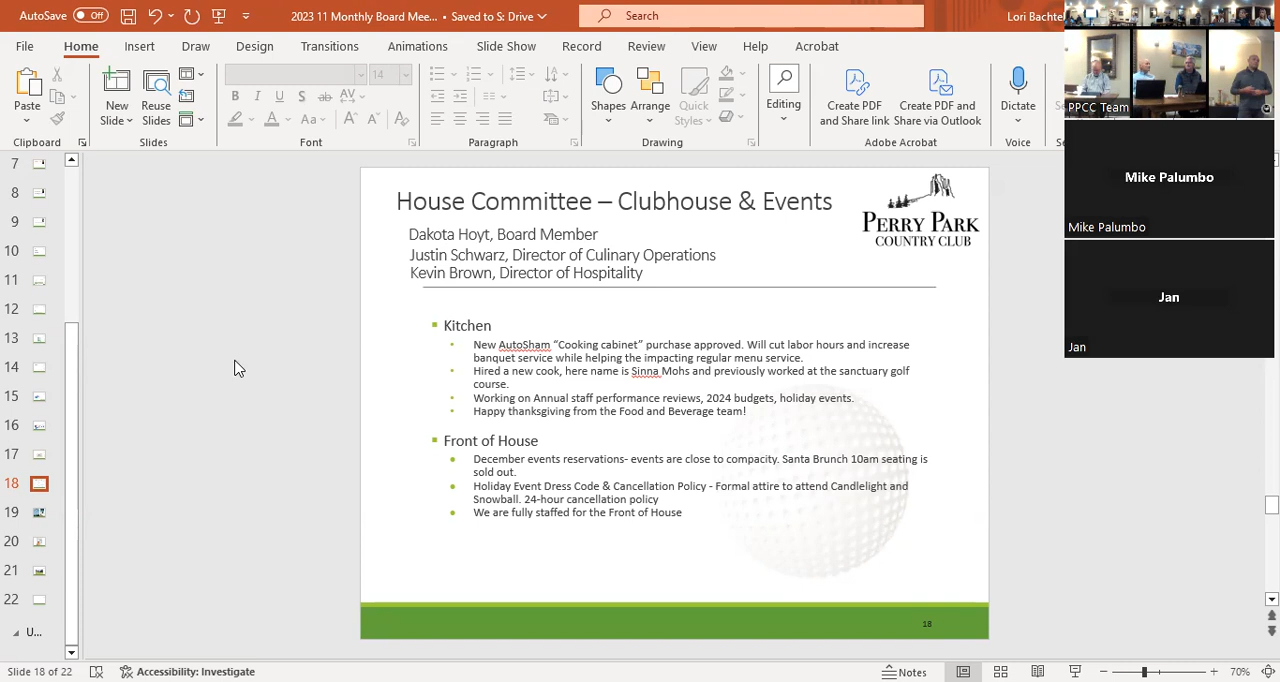 AutoSave Off 2023 11 Monthly Board Mee... • Saved to S: Drive Search Lori Bachtel
File Home Insert Draw Design Transitions Animations Slide Show Record Review View Help Acrobat
Paste New Slide Reuse Slides 14 Shapes Arrange Quick Styles Editing Create PDF and Share link Create PDF and Share via Outlook Dictate
B I U S ab AV Aa A A A
Clipboard Slides Font Paragraph Drawing Adobe Acrobat Voice
PPCC Team
Mike Palumbo
Mike Palumbo
Jan
Jan
7
8
9
10
11
12
13
14
15
16
17
18
19
20
21
22
U...
House Committee – Clubhouse & Events
PERRY PARK
COUNTRY CLUB
Dakota Hoyt, Board Member
Justin Schwarz, Director of Culinary Operations
Kevin Brown, Director of Hospitality
Kitchen
New AutoSham “Cooking cabinet” purchase approved. Will cut labor hours and increase
banquet service while helping the impacting regular menu service.
Hired a new cook, here name is Sinna Mohs and previously worked at the sanctuary golf
course.
Working on Annual staff performance reviews, 2024 budgets, holiday events.
Happy thanksgiving from the Food and Beverage team!
Front of House
December events reservations- events are close to compacity. Santa Brunch 10am seating is
sold out.
Holiday Event Dress Code & Cancellation Policy - Formal attire to attend Candlelight and
Snowball. 24-hour cancellation policy
We are fully staffed for the Front of House
18
Slide 18 of 22 Accessibility: Investigate Notes 70%